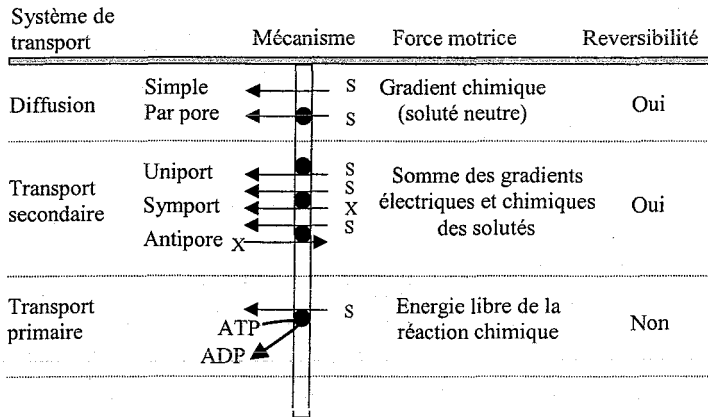 Système de
transport Mécanisme Force motrice Reversibilité
Simple S Gradient chimique
Diffusion Par pore S (soluté neutre) Oui
Uniport S Somme des gradients
S
Transport
secondaire Symport X électriques et chimiques Oui
S des solutés
Antipore X
Transport S Energie libre de la
primaire ATP réaction chimique Non
ADP